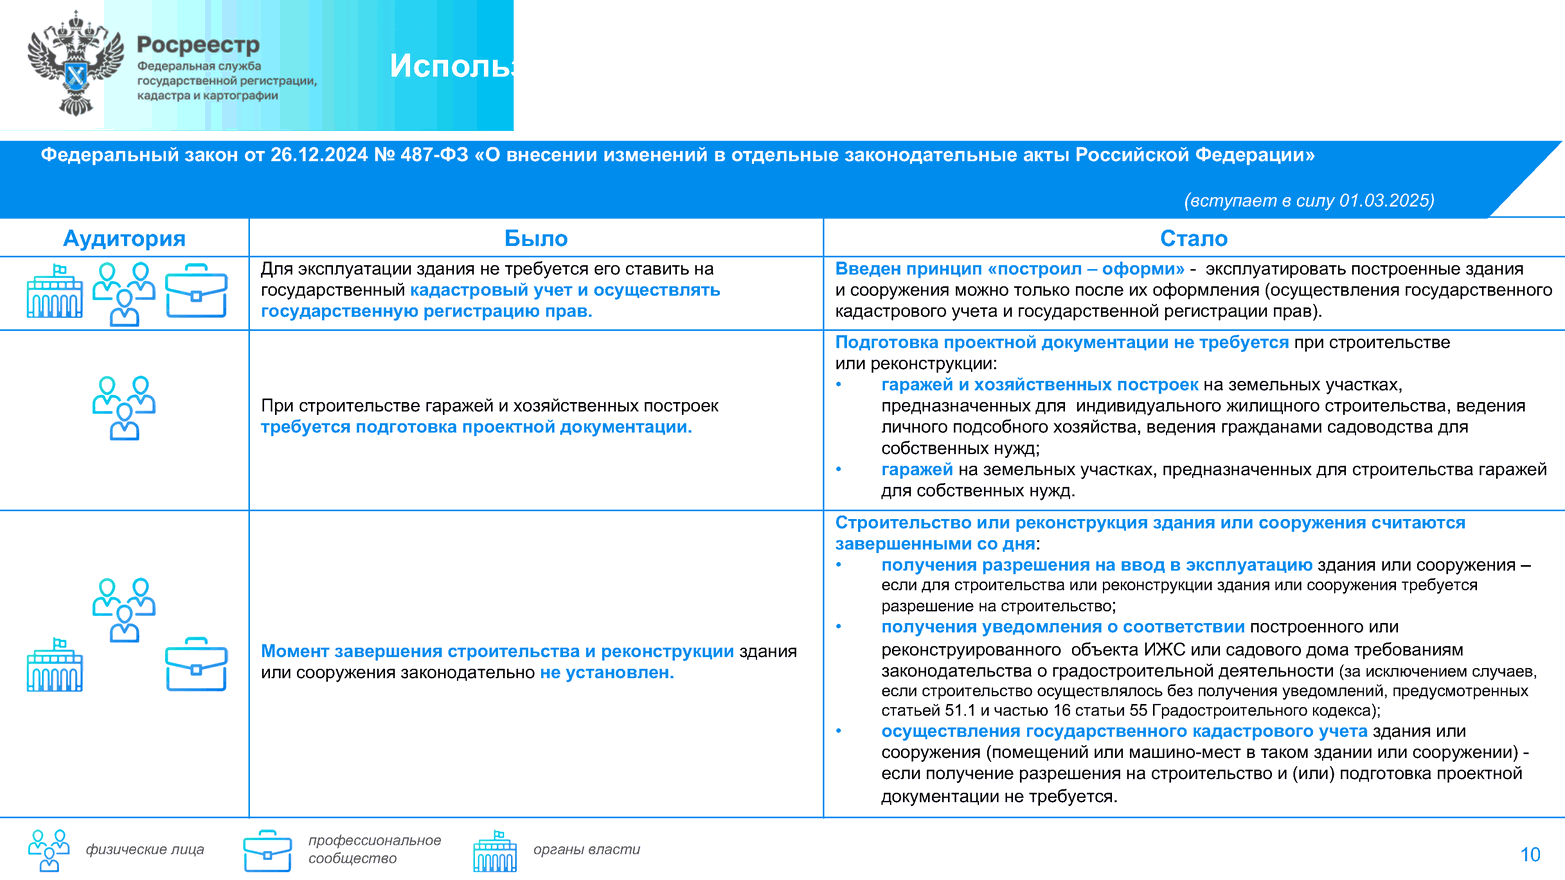 Росреестр
Федеральная служба
государственной регистрации,
кадастра и картографии
Федеральный закон от 26.12.2024 № 487-ФЗ «О внесении изменений в отдельные законодательные акты Российской Федерации»
(вступает в силу 01.03.2025)
Аудитория
Было
Стало
Для эксплуатации здания не требуется его ставить на
государственный кадастровый учет и осуществлять
государственную регистрацию прав.
Введен принцип «построил – оформи» - эксплуатировать построенные здания
и сооружения можно только после их оформления (осуществления государственного
кадастрового учета и государственной регистрации прав).
При строительстве гаражей и хозяйственных построек
требуется подготовка проектной документации.
Подготовка проектной документации не требуется при строительстве
или реконструкции:
• гаражей и хозяйственных построек на земельных участках,
предназначенных для индивидуального жилищного строительства, ведения
личного подсобного хозяйства, ведения гражданами садоводства для
собственных нужд;
• гаражей на земельных участках, предназначенных для строительства гаражей
для собственных нужд.
Момент завершения строительства и реконструкции здания
или сооружения законодательно не установлен.
Строительство или реконструкция здания или сооружения считаются
завершенными со дня:
• получения разрешения на ввод в эксплуатацию здания или сооружения –
если для строительства или реконструкции здания или сооружения требуется
разрешение на строительство;
• получения уведомления о соответствии построенного или
реконструированного объекта ИЖС или садового дома требованиям
законодательства о градостроительной деятельности (за исключением случаев,
если строительство осуществлялось без получения уведомлений, предусмотренных
статьей 51.1 и частью 16 статьи 55 Градостроительного кодекса);
• осуществления государственного кадастрового учета здания или
сооружения (помещений или машино-мест в таком здании или сооружении) -
если получение разрешения на строительство и (или) подготовка проектной
документации не требуется.
физические лица
профессиональное
сообщество
органы власти
10